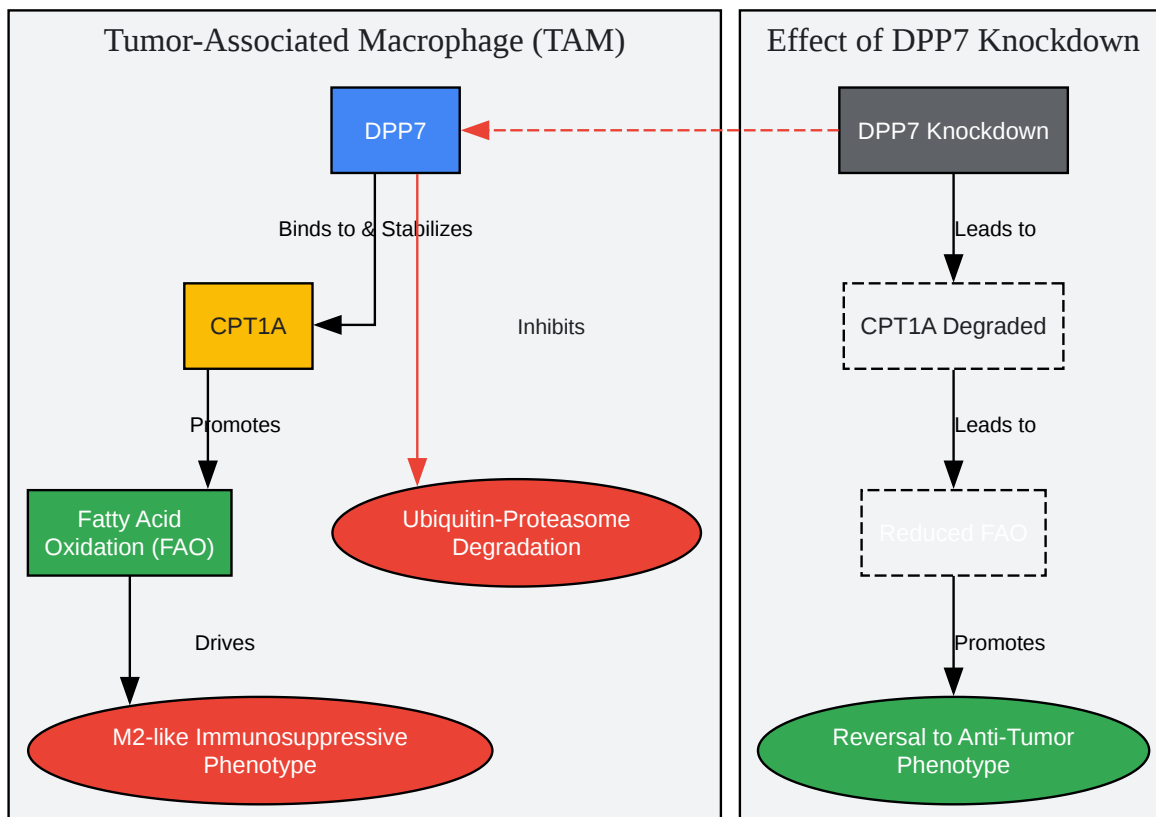 Tumor-Associated Macrophage (TAM)
Effect of DPP7 Knockdown
DPP7
DPP7 Knockdown
Binds to & Stabilizes
Leads to
CPT1A
Inhibits
CPT1A Degraded
Promotes
Leads to
Fatty Acid
Oxidation (FAO)
Ubiquitin-Proteasome
Degradation
Reduced FAO
Drives
Promotes
M2-like Immunosuppressive
Phenotype
Reversal to Anti-Tumor
Phenotype